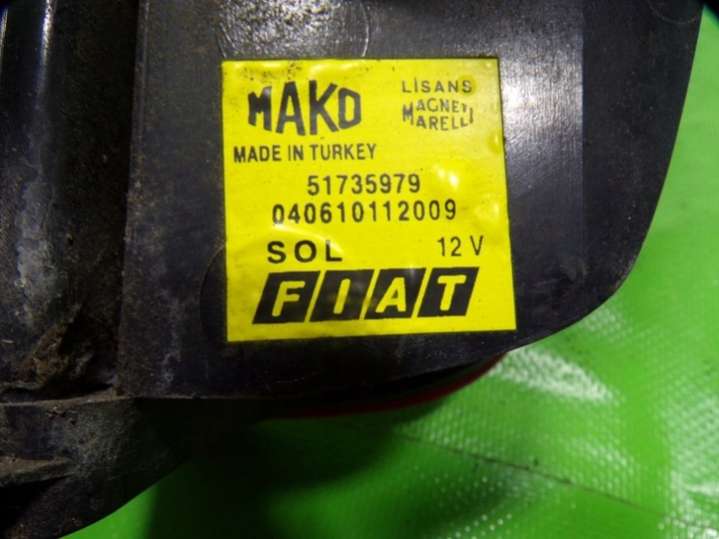 MAKO
LİSANS
MAGNETI
MARELLI
MADE IN TURKEY
51735979
040610112009
SOL 12 V
FIAT